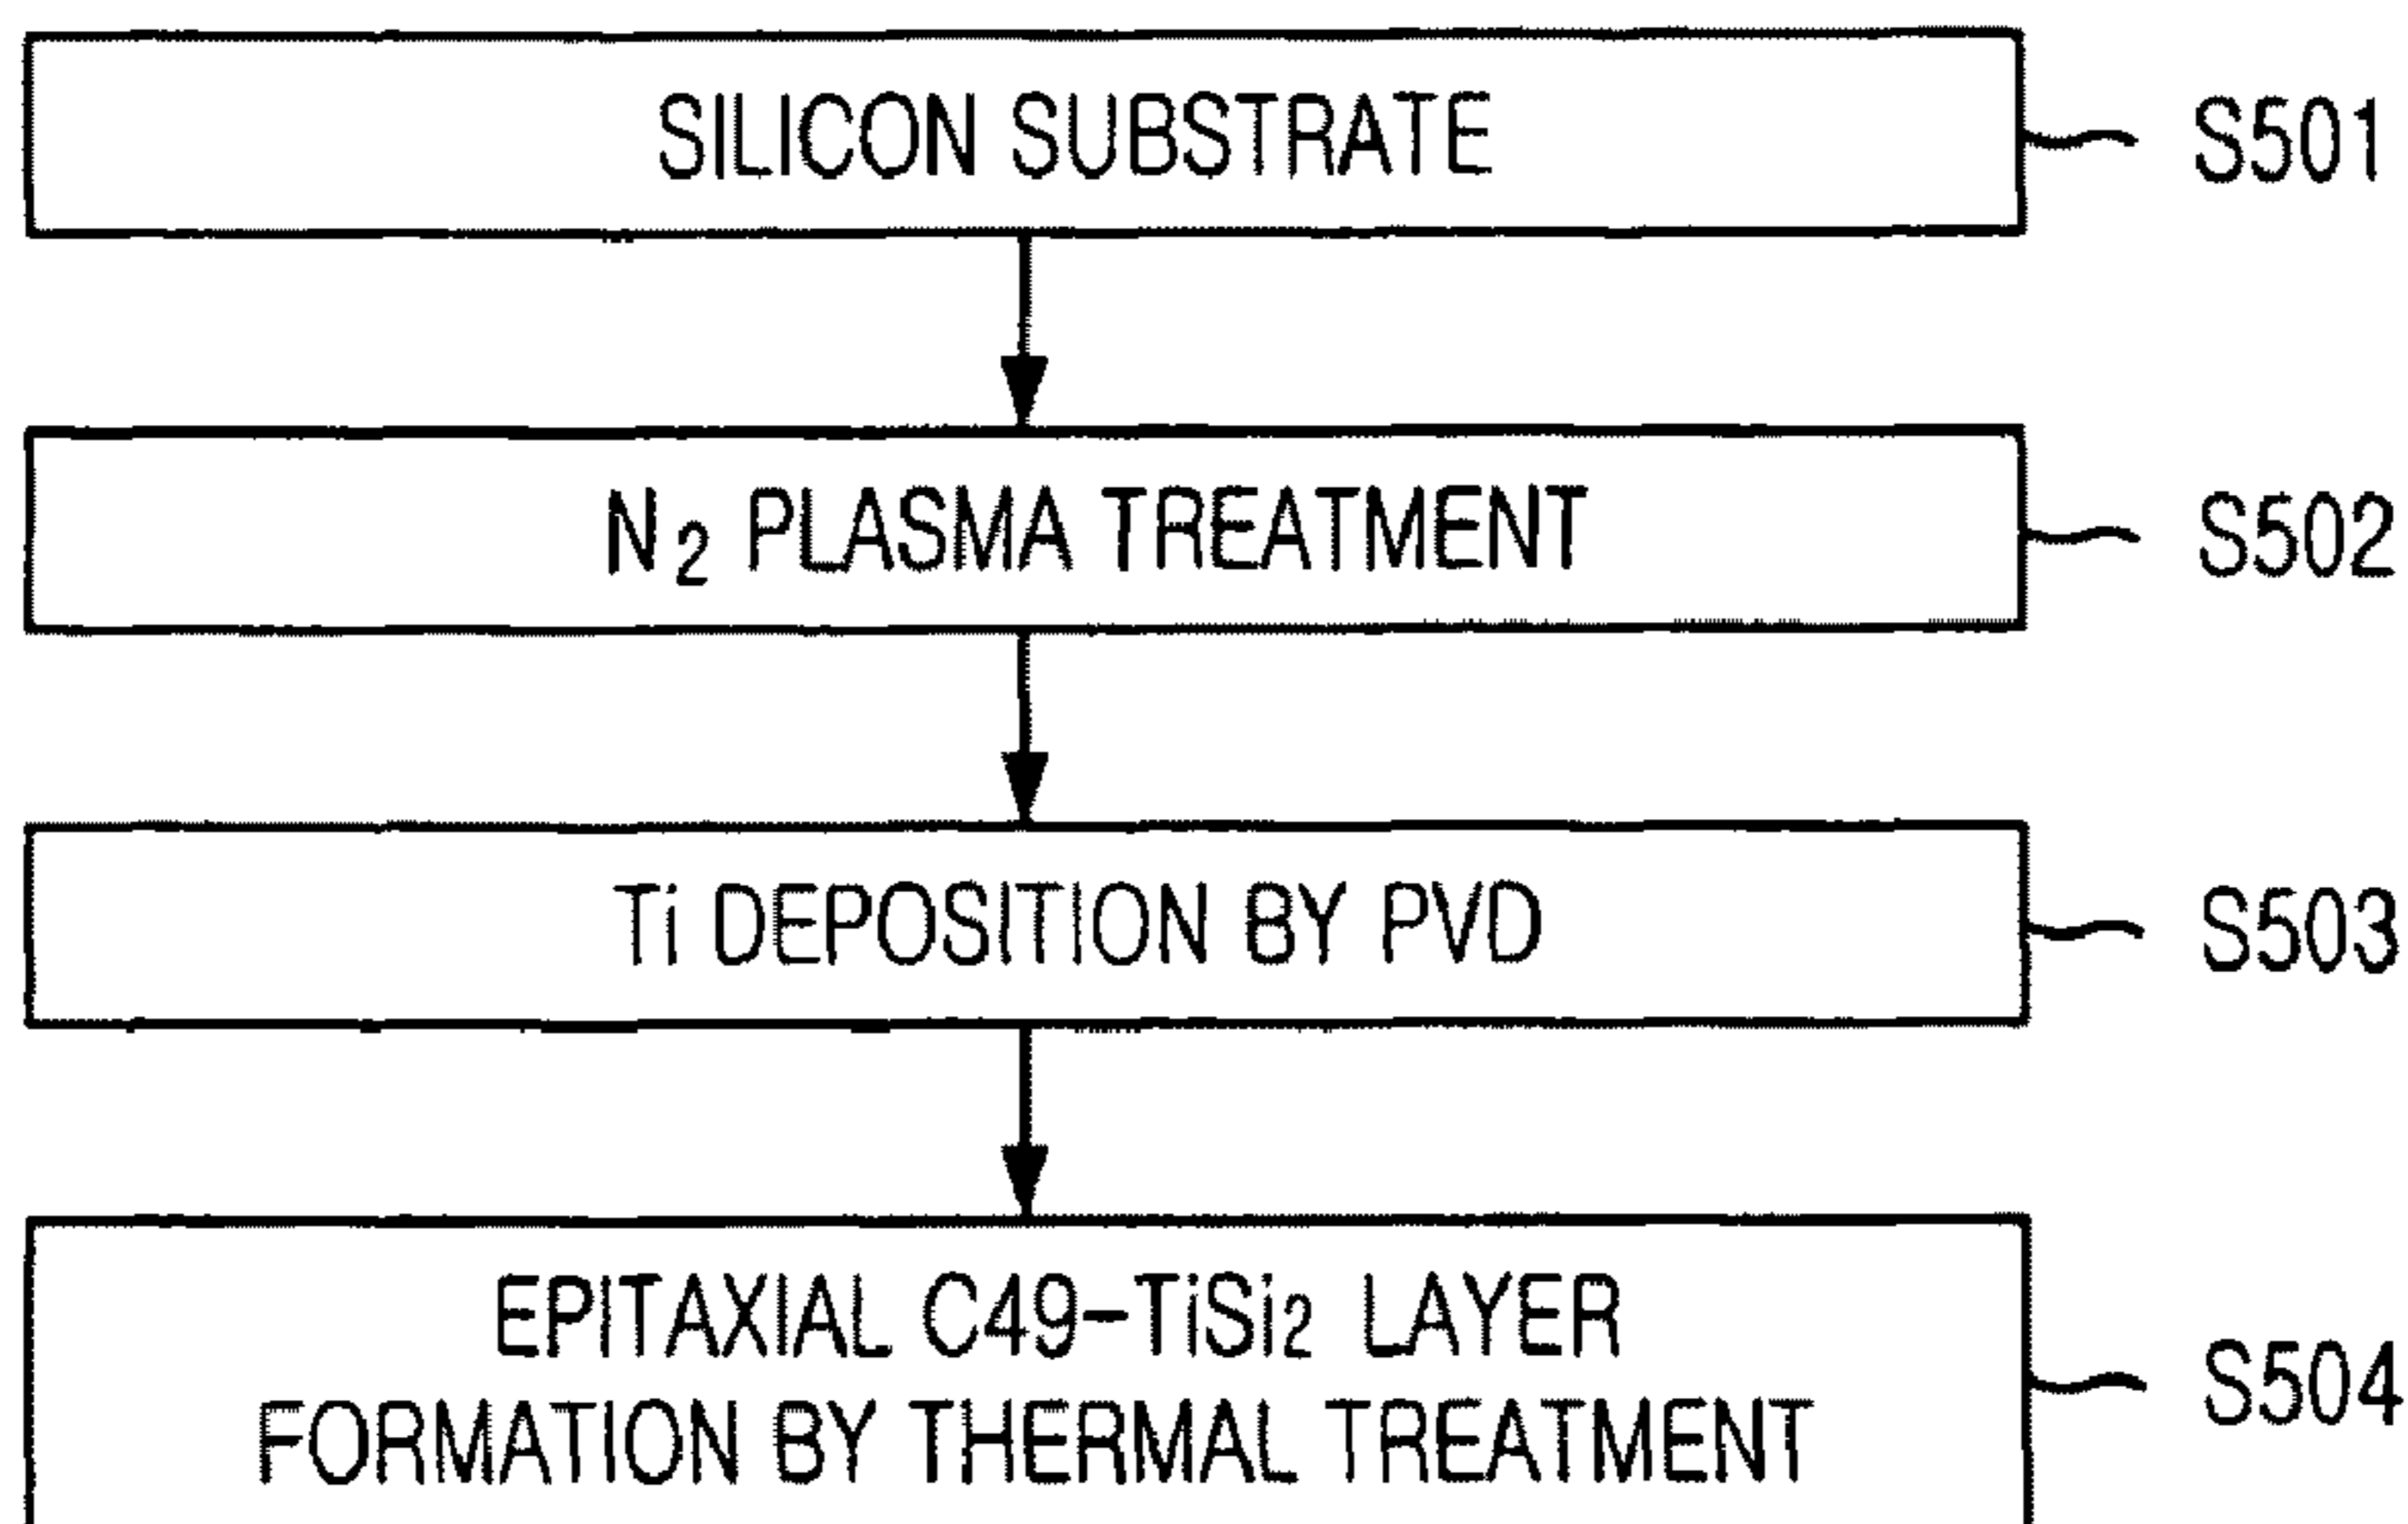 SILICON SUBSTRATE S501
N2 PLASMA TREATMENT S502
Ti DEPOSITION BY PVD S503
EPITAXIAL C49-TiSi2 LAYER
FORMATION BY THERMAL TREATMENT S504